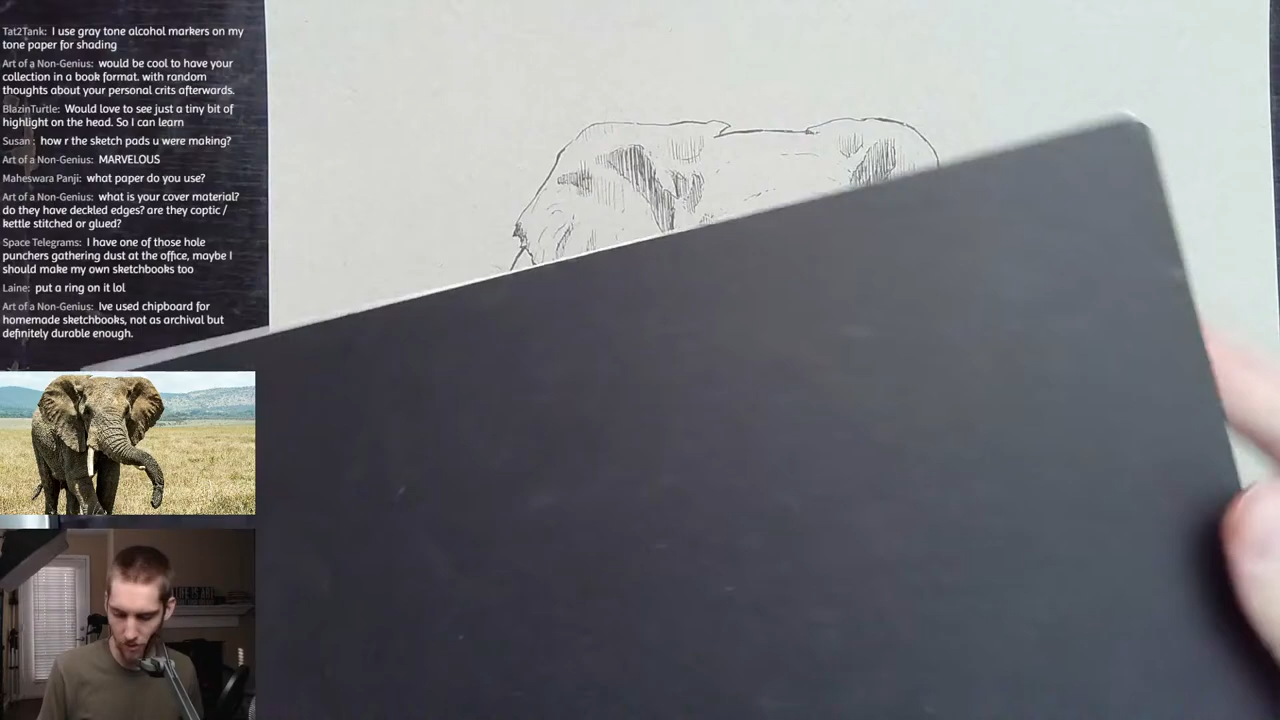 Tat2Tank: I use gray tone alcohol markers on my
tone paper for shading
Art of a Non-Genius: would be cool to have your
collection in a book format. with random
thoughts about your personal crits afterwards.
BlazinTurtle: Would love to see just a tiny bit of
highlight on the head. So I can learn
Susan : how r the sketch pads u were making?
Art of a Non-Genius: MARVELOUS
Maheswara Panji: what paper do you use?
Art of a Non-Genius: what is your cover material?
do they have deckled edges? are they coptic /
kettle stitched or glued?
Space Telegrams: I have one of those hole
punchers gathering dust at the office, maybe I
should make my own sketchbooks too
Laine: put a ring on it lol
Art of a Non-Genius: Ive used chipboard for
homemade sketchbooks, not as archival but
definitely durable enough.